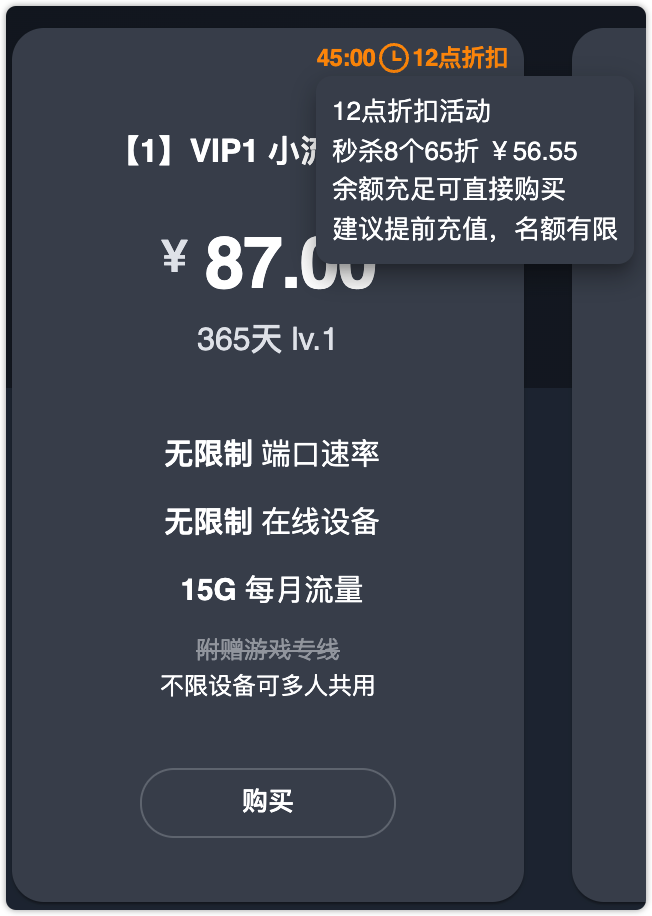 45:00 12点折扣
12点折扣活动
秒杀8个65折 ￥56.55
余额充足可直接购买
建议提前充值，名额有限
【1】VIP1 小
￥87.00
365天 lv.1
无限制 端口速率
无限制 在线设备
15G 每月流量
附赠游戏专线
不限设备可多人共用
购买